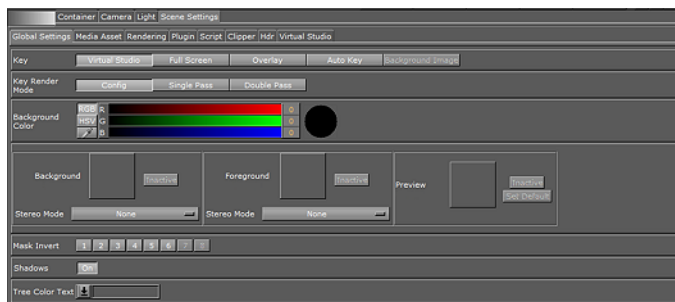 Container Camera Light Scene Settings
Global Settings Media Asset Rendering Plugin Script Clipper Hdr Virtual Studio
Key Virtual Studio Full Screen Overlay Auto Key Background Image
Key Render Mode Config Single Pass Double Pass
Background Color RGB R 0
HSV G 0
B 0
Background Inactive Foreground Inactive Preview Inactive
Set Default
Stereo Mode None Stereo Mode None
Mask Invert 1 2 3 4 5 6 7 8
Shadows On
Tree Color Text